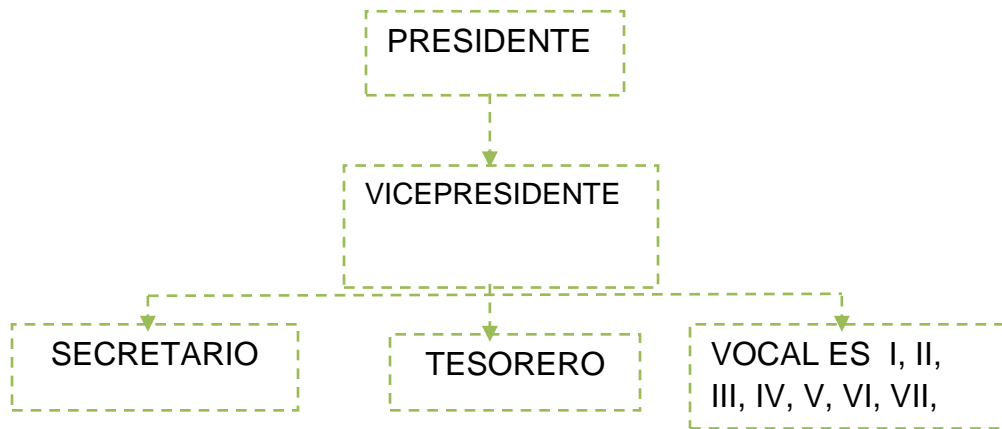 PRESIDENTE
VICEPRESIDENTE
SECRETARIO
TESORERO
VOCAL ES I, II,
III, IV, V, VI, VII,